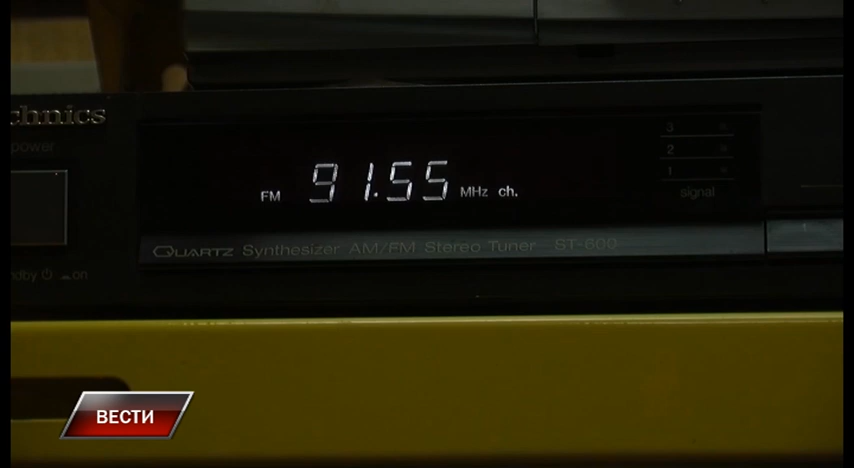 chnics
power
FM 91.55 MHz ch.
3
2
1
signal
QUARTZ Synthesizer AM/FM Stereo Tuner ST-600
ndby ⏻ on
ВЕСТИ